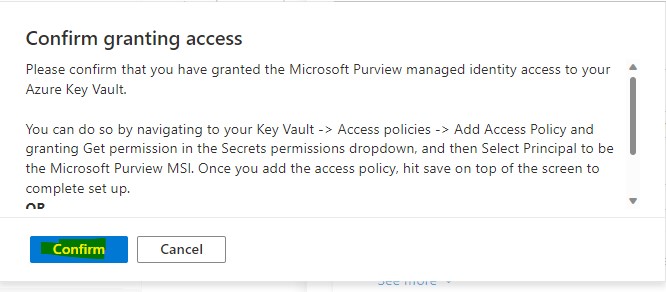 Confirm granting access
Please confirm that you have granted the Microsoft Purview managed identity access to your
Azure Key Vault.
You can do so by navigating to your Key Vault -> Access policies -> Add Access Policy and
granting Get permission in the Secrets permissions dropdown, and then Select Principal to be
the Microsoft Purview MSI. Once you add the access policy, hit save on top of the screen to
complete set up.
OR
Confirm
Cancel
See more